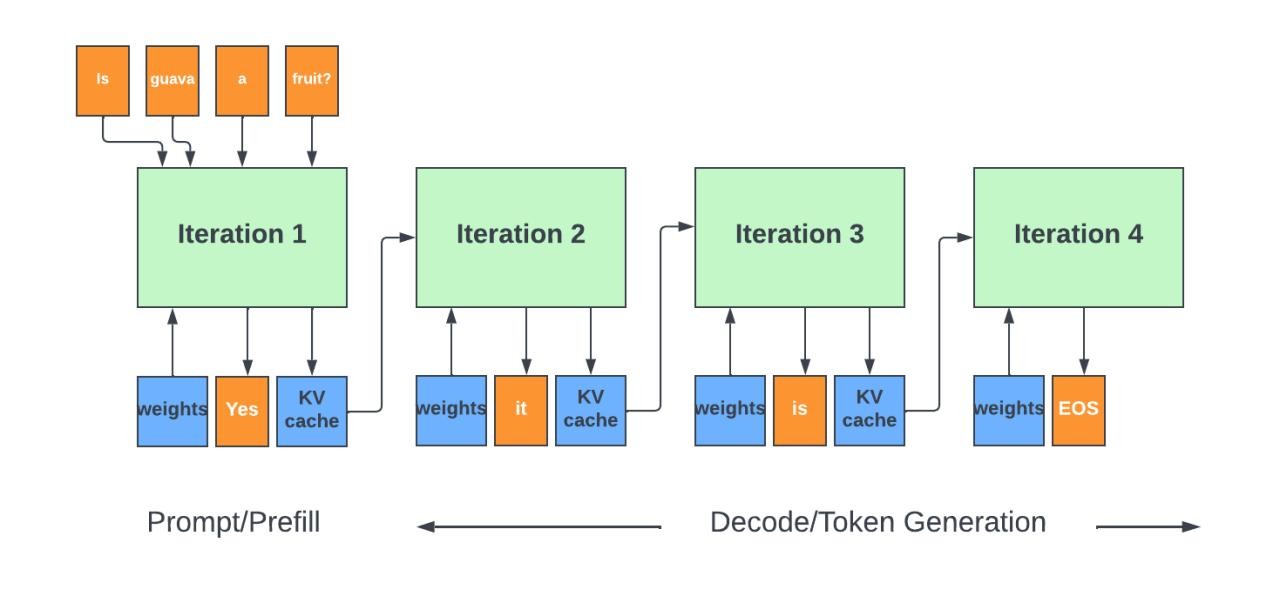 Is
guava
a
fruit?
Iteration 1
Iteration 2
Iteration 3
Iteration 4
weights
Yes
KV
cache
weights
it
KV
cache
weights
is
KV
cache
weights
EOS
Prompt/Prefill
Decode/Token Generation